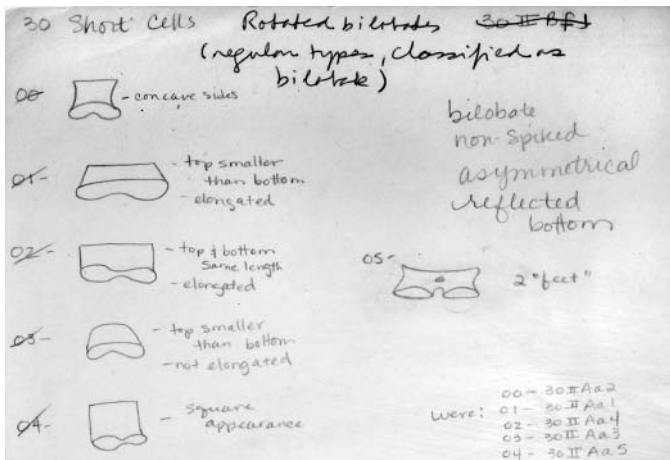 30 Short Cells Rotated bilobates 30 II Bf1
(regular types, classified as
bilobate)
00 - concave sides
01- - top smaller
than bottom
- elongated
02- - top & bottom
same length
- elongated
03- - top smaller
than bottom
- not elongated
04- - square
appearance
bilobate
non-spiked
asymmetrical
reflected
bottom
05- 2 "feet"
were: 00 - 30 II Aa2
01 - 30 II Aa1
02 - 30 II Aa4
03 - 30 II Aa3
04 - 30 II Aa5